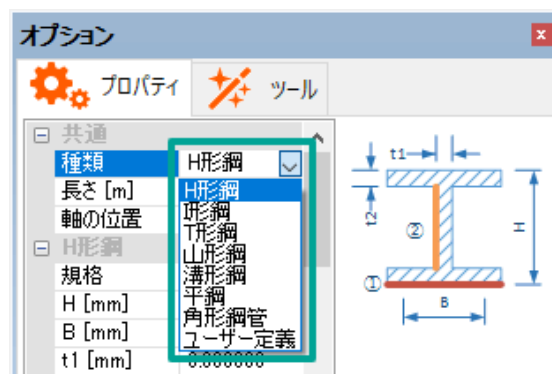 オプション
プロパティ ツール
共通
種類 H形鋼
長さ [m] H形鋼
I形鋼
軸の位置 T形鋼
山形鋼
H形鋼 溝形鋼
規格 平鋼
H [mm] 角形鋼管
B [mm] ユーザー定義
t1 [mm] 0.000000
t1
t2
②
H
①
B